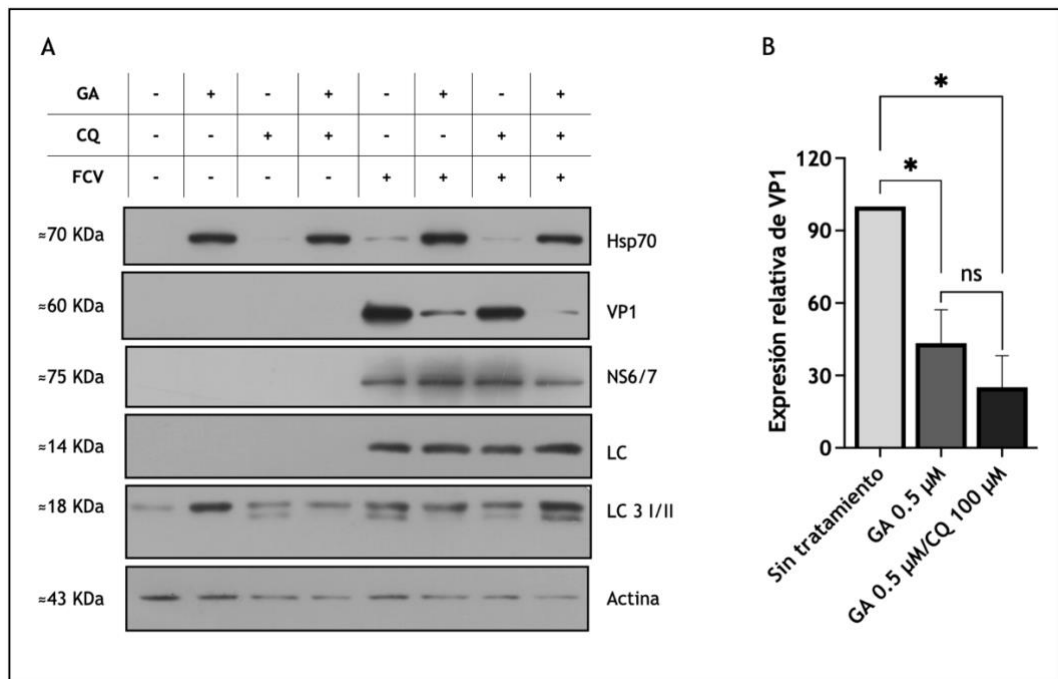 A
GA - + - + - + - +
CQ - - + + - - + +
FCV - - - - + + + +
≈70 KDa Hsp70
≈60 KDa VP1
≈75 KDa NS6/7
≈14 KDa LC
≈18 KDa LC 3 I/II
≈43 KDa Actina
B
*
*
ns
Expresión relativa de VP1
120
90
60
30
0
Sin tratamiento
GA 0.5 µM
GA 0.5 µM/CQ 100 µM